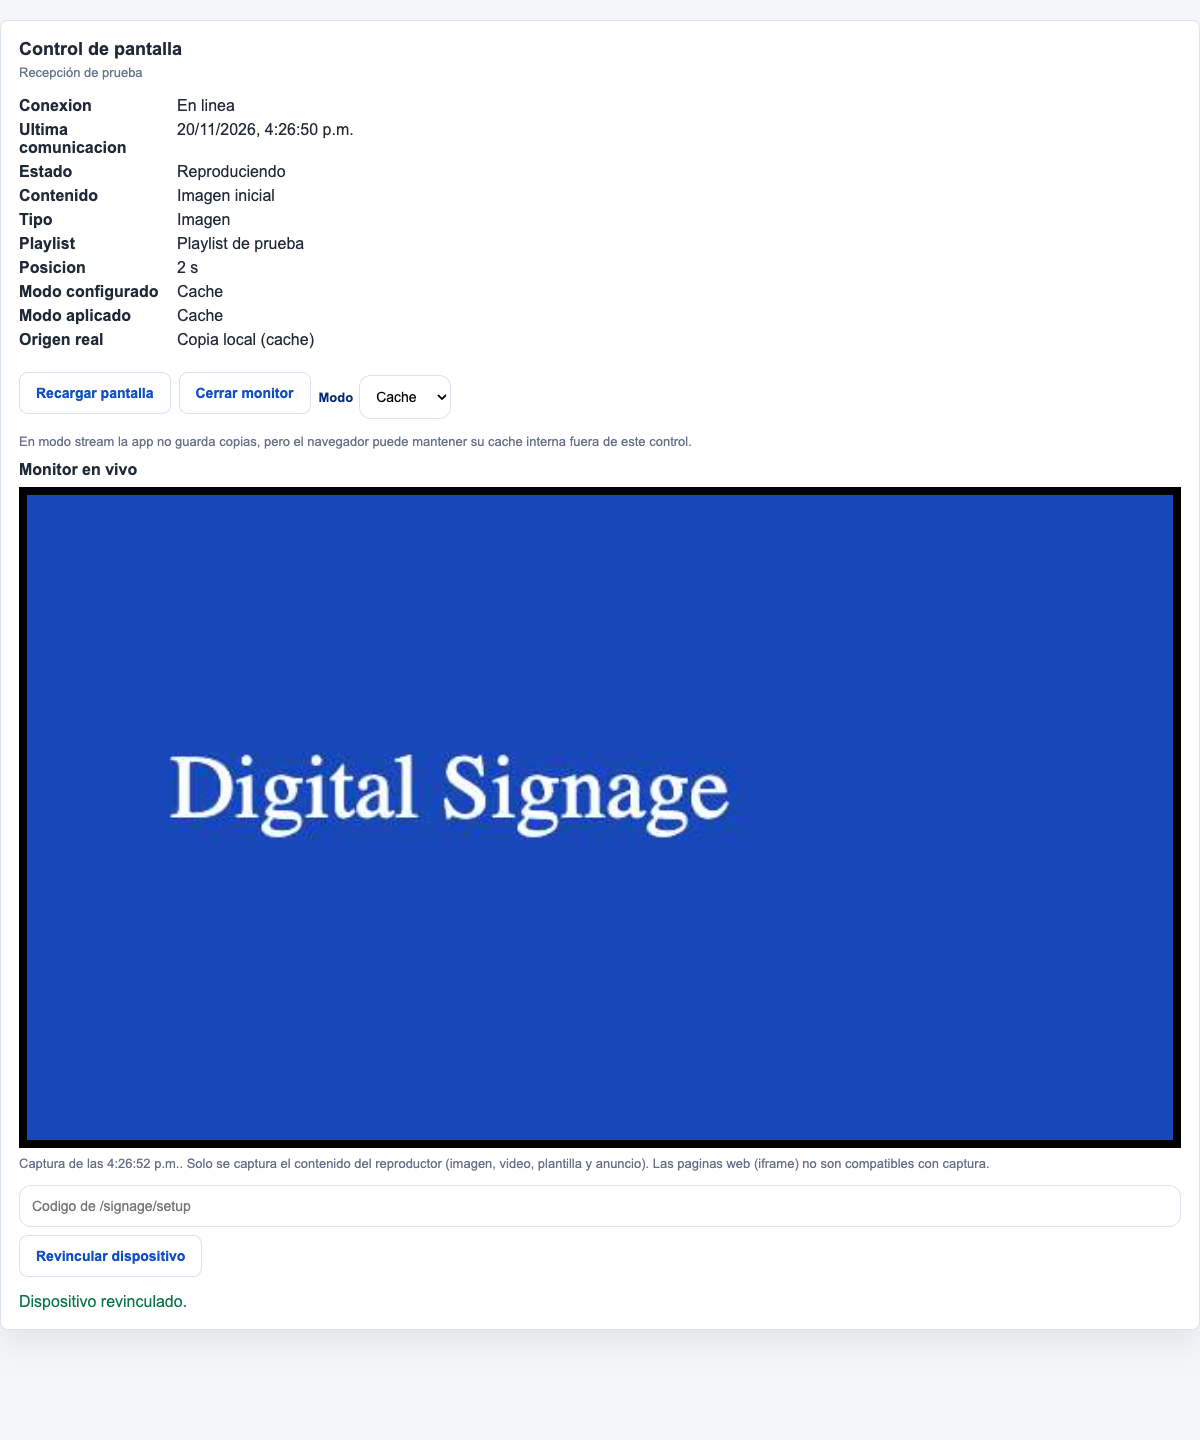 Control de pantalla
Recepción de prueba
Conexion En linea
Ultima comunicacion 20/11/2026, 4:26:50 p.m.
Estado Reproduciendo
Contenido Imagen inicial
Tipo Imagen
Playlist Playlist de prueba
Posicion 2 s
Modo configurado Cache
Modo aplicado Cache
Origen real Copia local (cache)
Recargar pantalla Cerrar monitor Modo Cache
En modo stream la app no guarda copias, pero el navegador puede mantener su cache interna fuera de este control.
Monitor en vivo
Digital Signage
Captura de las 4:26:52 p.m.. Solo se captura el contenido del reproductor (imagen, video, plantilla y anuncio). Las paginas web (iframe) no son compatibles con captura.
Codigo de /signage/setup
Revincular dispositivo
Dispositivo revinculado.